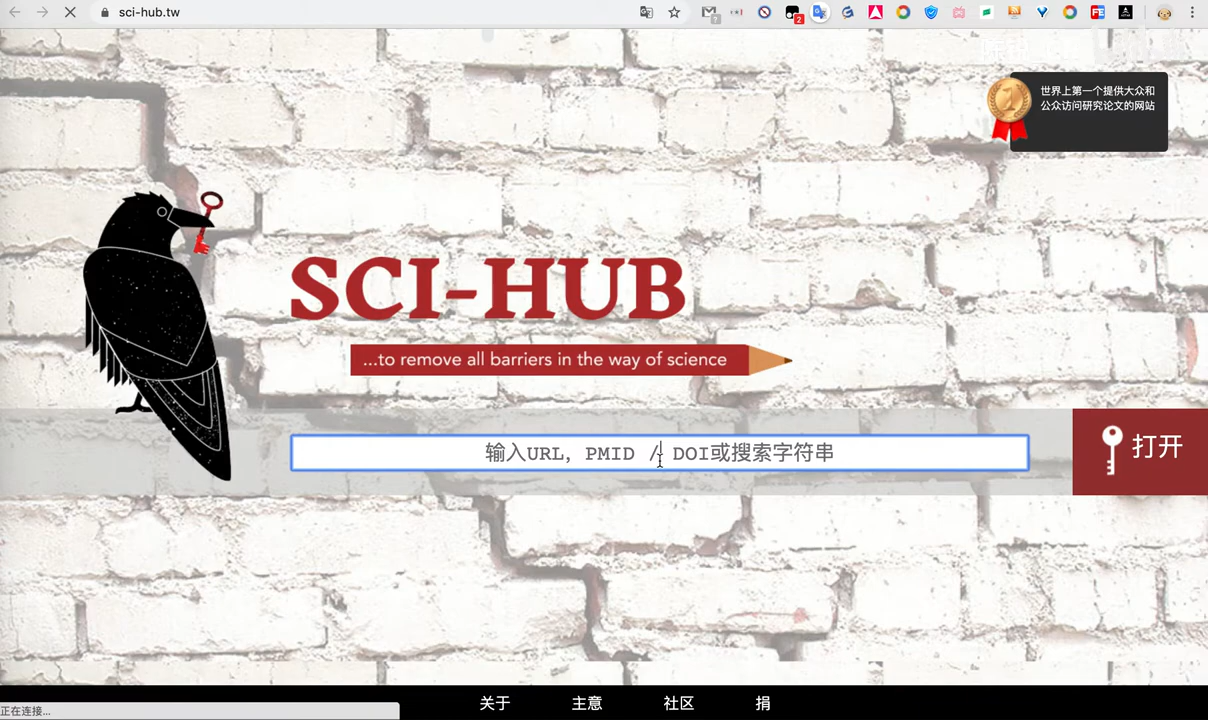 sci-hub.tw
2
世界上第一个提供大众和
公众访问研究论文的网站
SCI-HUB
...to remove all barriers in the way of science
输入URL，PMID / DOI或搜索字符串
打开
关于
主意
社区
捐
正在连接...